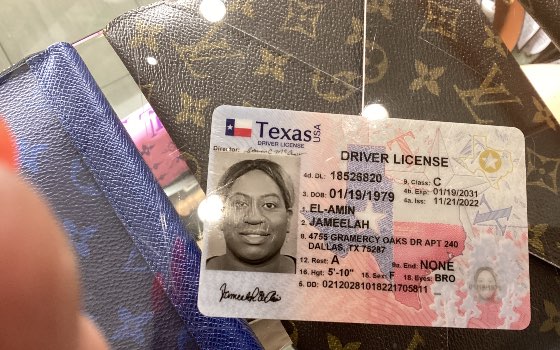 Texas USA
DRIVER LICENSE
Director:
DRIVER LICENSE
4d. DL: 18526820 9. Class: C
3. DOB: 01/19/1979 4b. Exp: 01/19/2031
4a. Iss: 11/21/2022
1. EL-AMIN
2. JAMEELAH
8. 4755 GRAMERCY OAKS DR APT 240
DALLAS, TX 75287
12. Rest: A 9a. End: NONE
16. Hgt: 5'-10" 15. Sex: F 18. Eyes: BRO
5. DD: 02120281018221705811